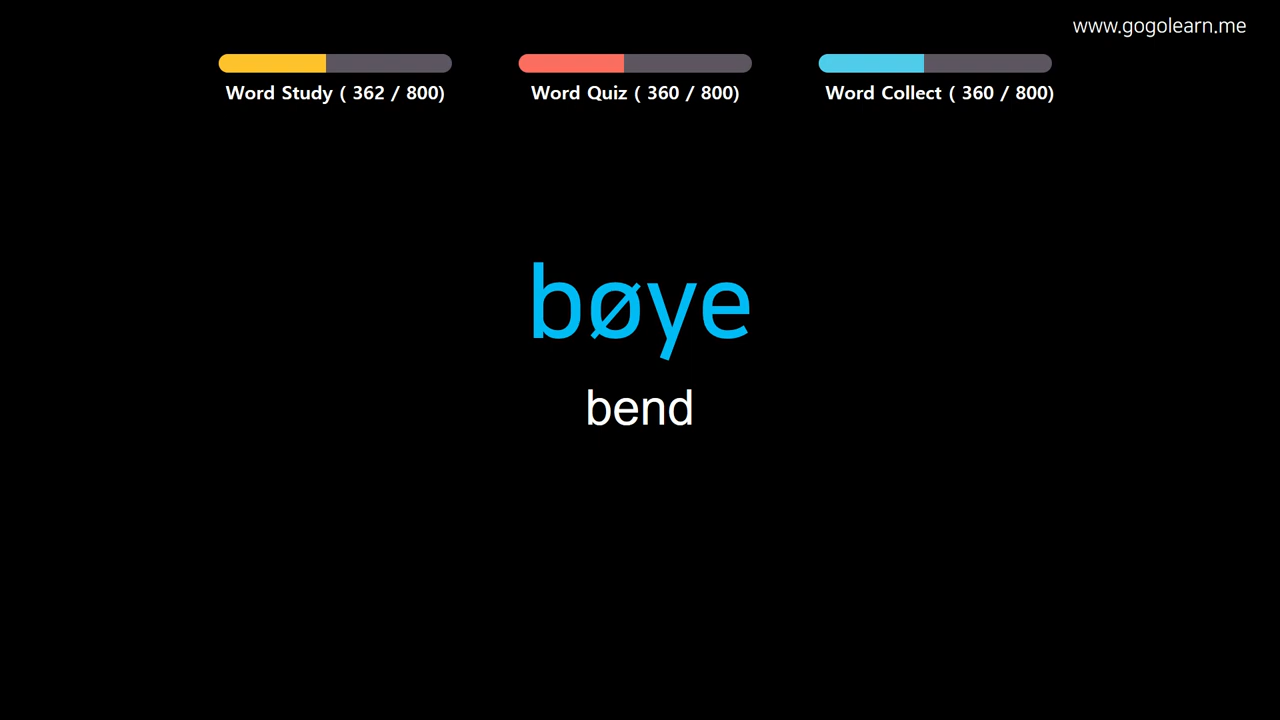 www.gogolearn.me
Word Study ( 362 / 800)
Word Quiz ( 360 / 800)
Word Collect ( 360 / 800)
bøye
bend